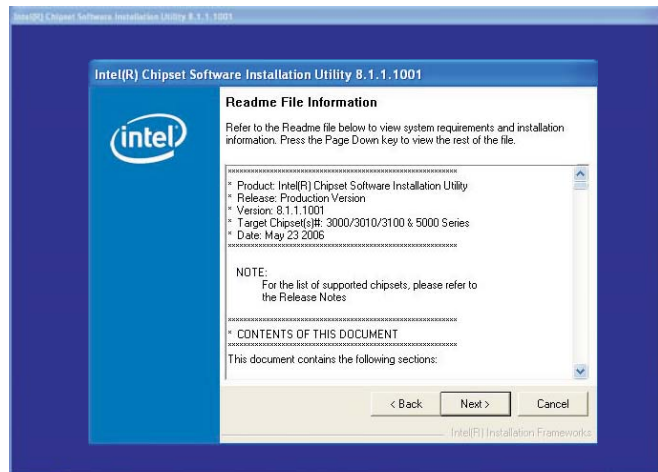 Intel(R) Chipset Software Installation Utility 8.1.1.1001
Intel(R) Chipset Software Installation Utility 8.1.1.1001
intel
Readme File Information
Refer to the Readme file below to view system requirements and installation
information. Press the Page Down key to view the rest of the file.
********************************************************
* Product: Intel(R) Chipset Software Installation Utility
* Release: Production Version
* Version: 8.1.1.1001
* Target Chipset(s)#: 3000/3010/3100 & 5000 Series
* Date: May 23 2006
********************************************************
NOTE:
For the list of supported chipsets, please refer to
the Release Notes
********************************************************
* CONTENTS OF THIS DOCUMENT
********************************************************
This document contains the following sections:
< Back
Next >
Cancel
Intel(R) Installation Frameworks